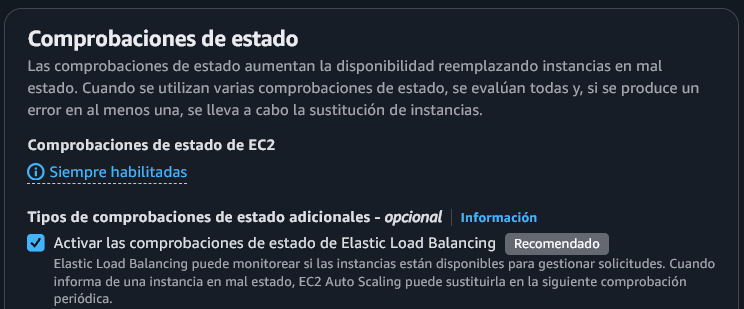 Comprobaciones de estado
Las comprobaciones de estado aumentan la disponibilidad reemplazando instancias en mal
estado. Cuando se utilizan varias comprobaciones de estado, se evalúan todas y, si se produce un
error en al menos una, se lleva a cabo la sustitución de instancias.
Comprobaciones de estado de EC2
Siempre habilitadas
Tipos de comprobaciones de estado adicionales - opcional Información
Activar las comprobaciones de estado de Elastic Load Balancing Recomendado
Elastic Load Balancing puede monitorear si las instancias están disponibles para gestionar solicitudes. Cuando
informa de una instancia en mal estado, EC2 Auto Scaling puede sustituirla en la siguiente comprobación
periódica.